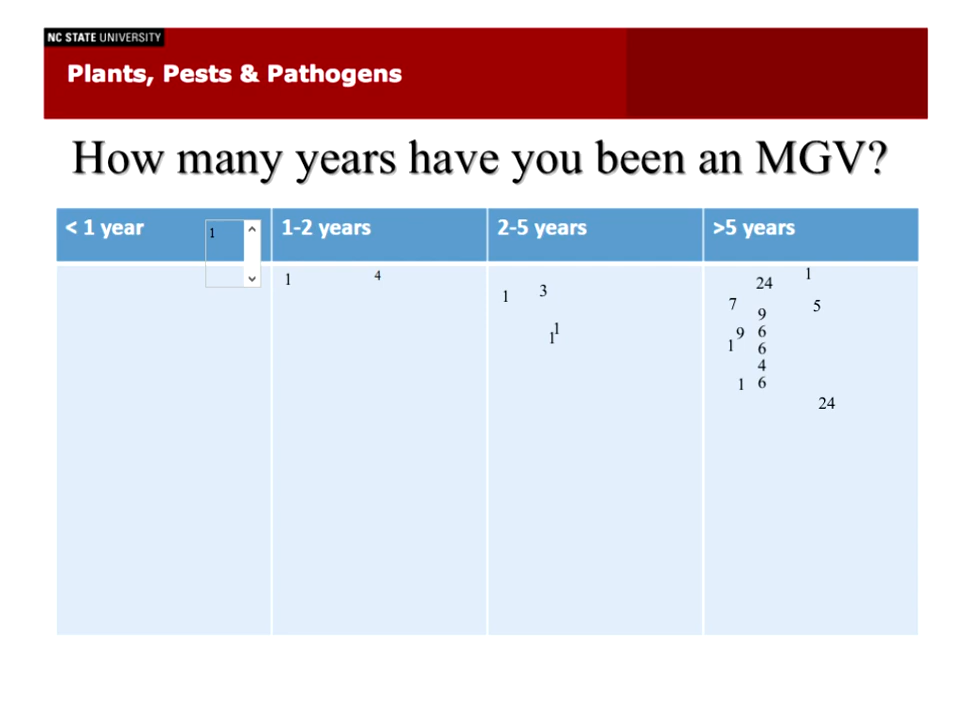 NC STATE UNIVERSITY
Plants, Pests & Pathogens
How many years have you been an MGV?
< 1 year 1 1-2 years 2-5 years >5 years
1 4 1
24
3
1
7 5
9
1
9 6
1
1 6
4
1 6
24